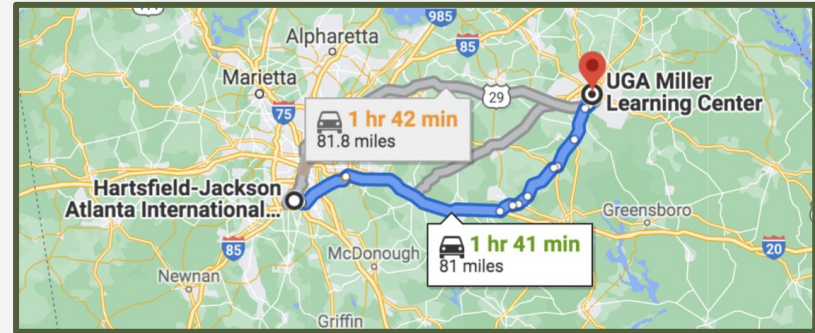 985
Alpharetta
85
Marietta
UGA Miller
Learning Center
29
75
1 hr 42 min
81.8 miles
Hartsfield-Jackson
Atlanta International...
Greensboro
1 hr 41 min
81 miles
85
McDonough
20
Newnan
Griffin